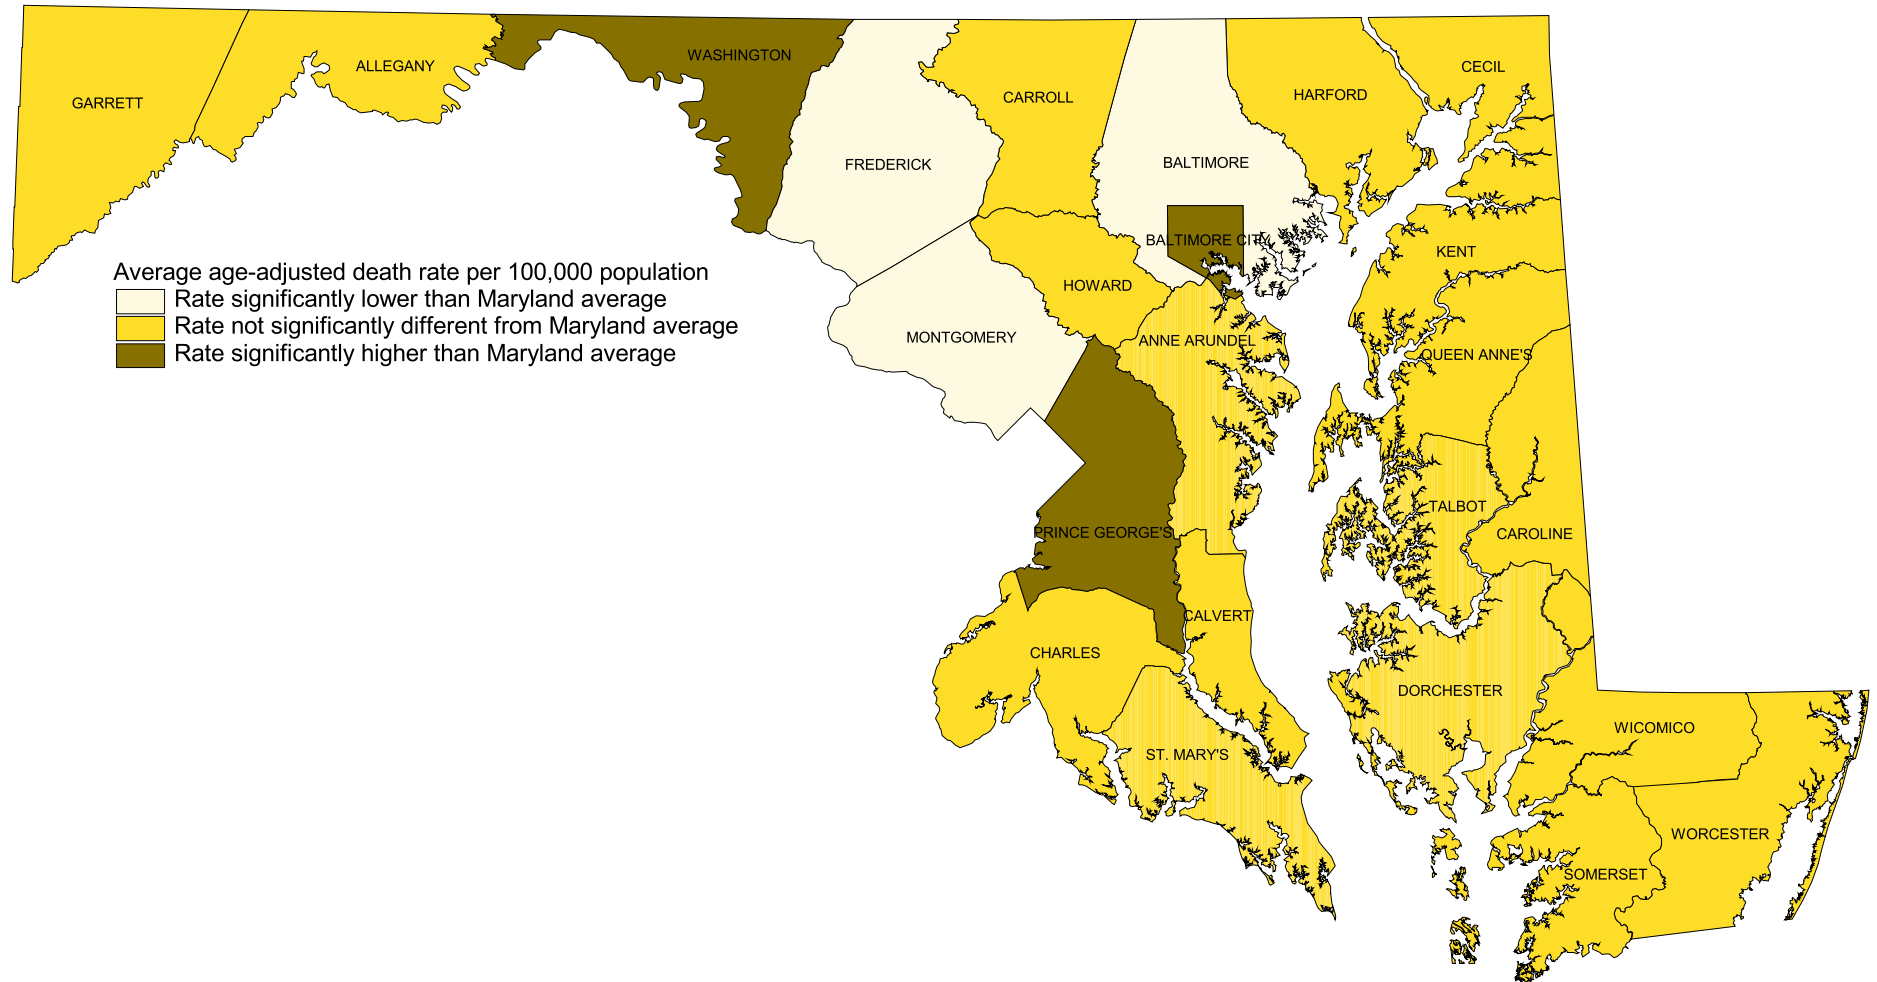 WASHINGTON
ALLEGANY
CECIL
GARRETT
CARROLL
HARFORD
FREDERICK
BALTIMORE
BALTIMORE CITY
KENT
Average age-adjusted death rate per 100,000 population
HOWARD
Rate significantly lower than Maryland average
Rate not significantly different from Maryland average
MONTGOMERY
ANNE ARUNDEL
Rate significantly higher than Maryland average
QUEEN ANNE'S
TALBOT
PRINCE GEORGE'S
CAROLINE
CALVERT
CHARLES
DORCHESTER
WICOMICO
ST. MARY'S
WORCESTER
SOMERSET